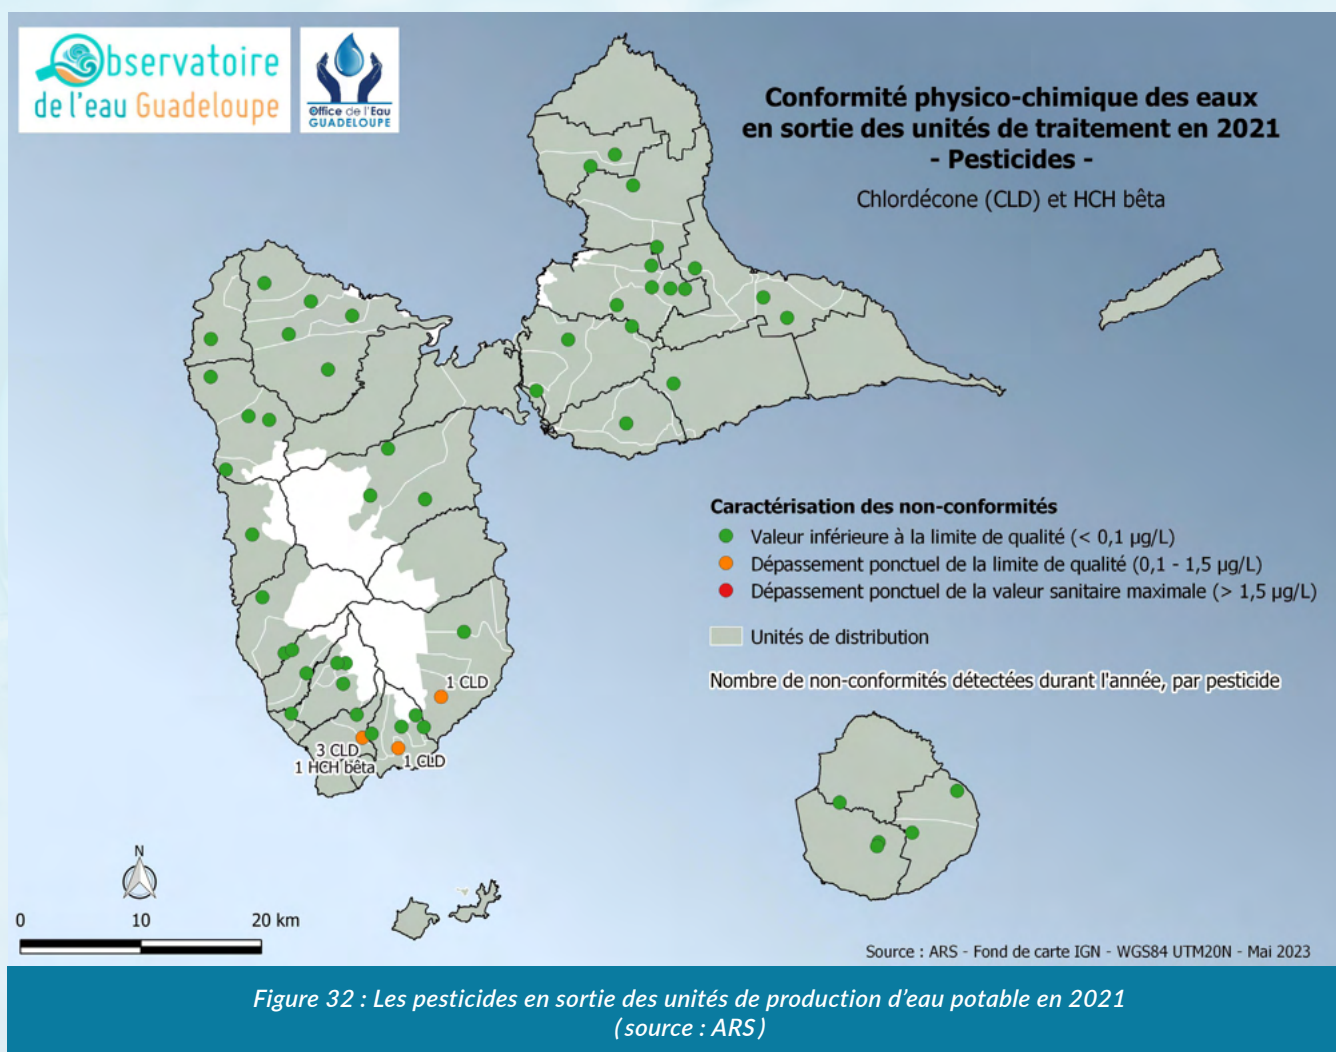 Observatoire
de l'eau Guadeloupe
Office de l'Eau
GUADELOUPE
Conformité physico-chimique des eaux
en sortie des unités de traitement en 2021
- Pesticides -
Chlordécone (CLD) et HCH bêta
Caractérisation des non-conformités
Valeur inférieure à la limite de qualité (< 0,1 µg/L)
Dépassement ponctuel de la limite de qualité (0,1 - 1,5 µg/L)
Dépassement ponctuel de la valeur sanitaire maximale (> 1,5 µg/L)
Unités de distribution
Nombre de non-conformités détectées durant l'année, par pesticide
1 CLD
3 CLD
1 HCH bêta
1 CLD
N
0 10 20 km
Source : ARS - Fond de carte IGN - WGS84 UTM20N - Mai 2023
Figure 32 : Les pesticides en sortie des unités de production d'eau potable en 2021
(source : ARS)